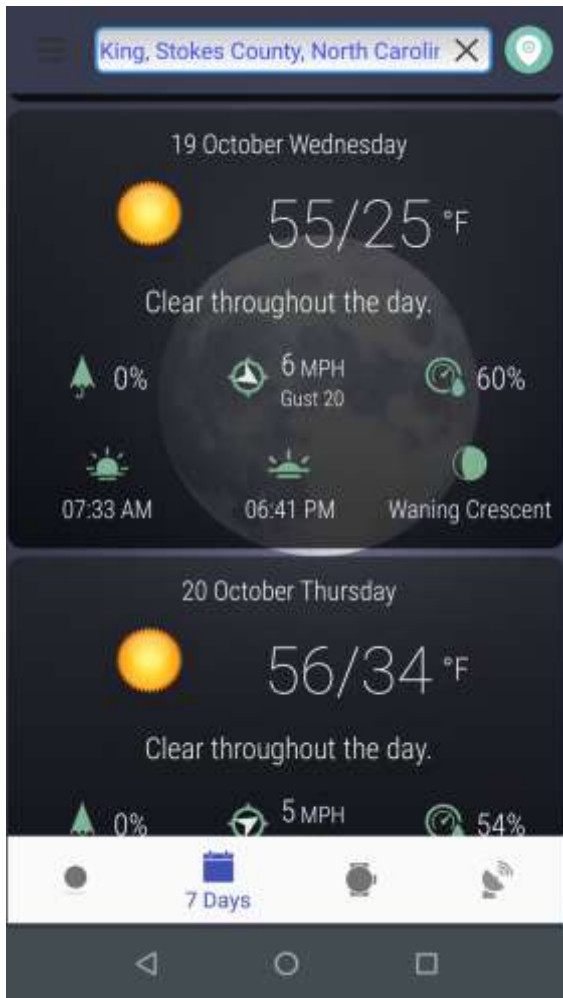 King, Stokes County, North Carolir
19 October Wednesday
55/25 °F
Clear throughout the day.
0%
6 MPH
Gust 20
60%
07:33 AM
06:41 PM
Waning Crescent
20 October Thursday
56/34 °F
Clear throughout the day.
0%
5 MPH
54%
7 Days